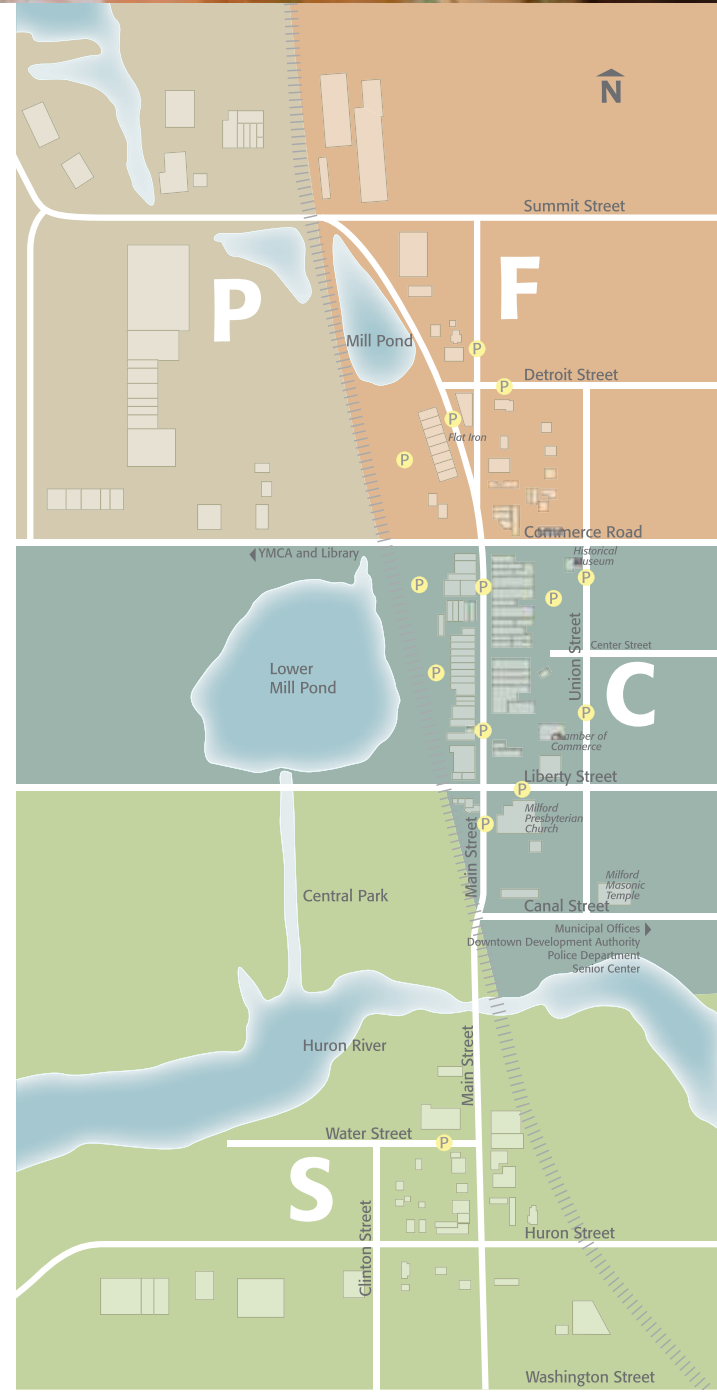 N
Summit Street
F
P
Mill Pond
P
Detroit Street
P
P
Flat Iron
P
Commerce Road
YMCA and Library
Historical
Museum
P
P
P
P
Union Street
Center Street
Lower
Mill Pond
P
C
P
P
Chamber of
Commerce
Liberty Street
P
Milford
Presbyterian
Church
P
Main Street
Milford
Masonic
Temple
Central Park
Canal Street
Municipal Offices
Downtown Development Authority
Police Department
Senior Center
Huron River
Main Street
Water Street
P
S
Clinton Street
Huron Street
Washington Street